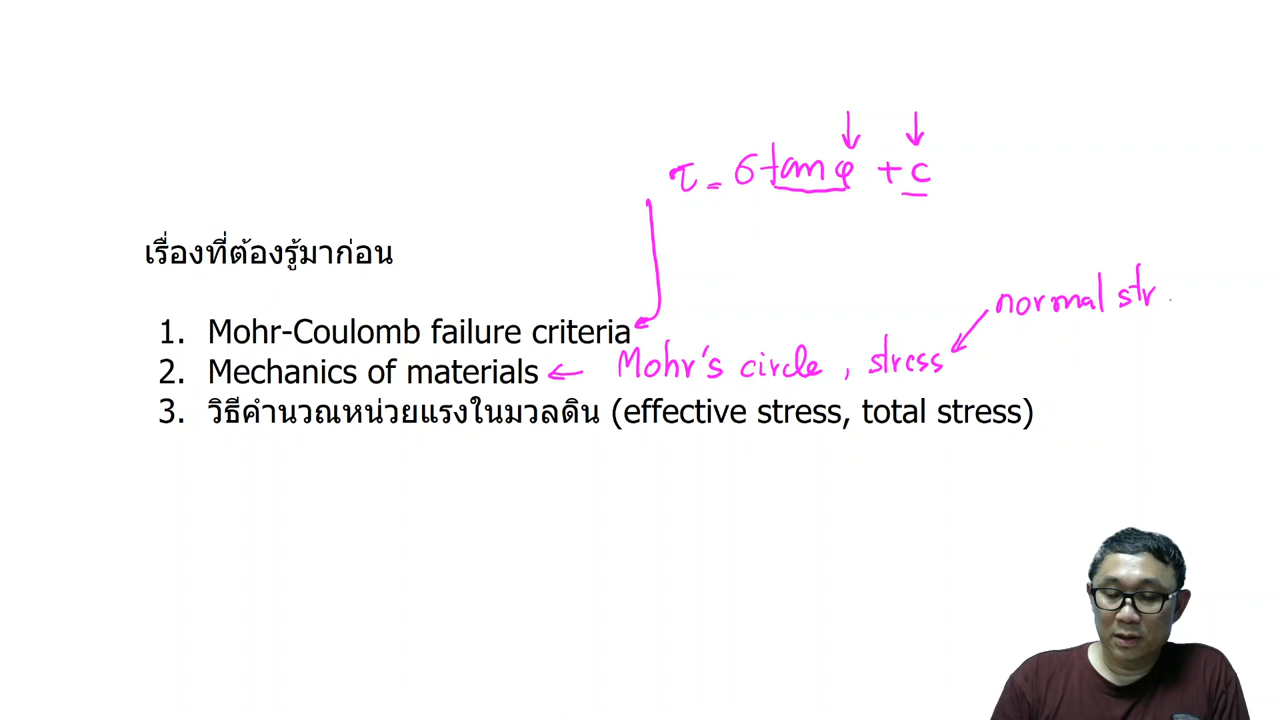 τ = σ tan φ + c
เรื่องที่ต้องรู้มาก่อน
normal str
1. Mohr-Coulomb failure criteria
2. Mechanics of materials ← Mohr's circle, stress
3. วิธีคำนวณหน่วยแรงในมวลดิน (effective stress, total stress)